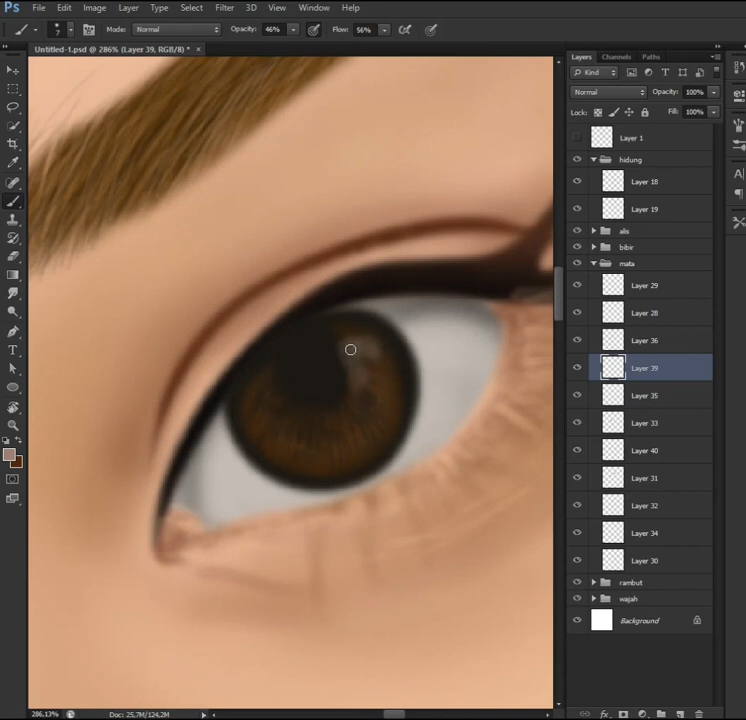 Ps File Edit Image Layer Type Select Filter 3D View Window Help
7 Mode: Normal Opacity: 46% Flow: 56%
Untitled-1.psd @ 286% (Layer 39, RGB/8) * ×
Layers Channels Paths
Kind
Normal Opacity: 100%
Lock: Fill: 100%
Layer 1
hidung
Layer 18
Layer 19
alis
bibir
mata
Layer 29
Layer 28
Layer 36
Layer 39
Layer 35
Layer 33
Layer 40
Layer 31
Layer 32
Layer 34
Layer 30
rambut
wajah
Background
286.13% Doc: 25,7M/124,2M